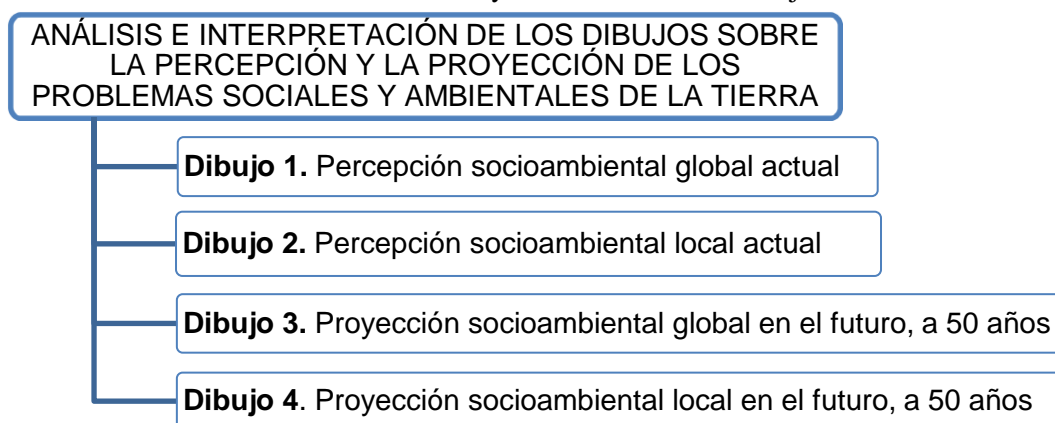 ANÁLISIS E INTERPRETACIÓN DE LOS DIBUJOS SOBRE
LA PERCEPCIÓN Y LA PROYECCIÓN DE LOS
PROBLEMAS SOCIALES Y AMBIENTALES DE LA TIERRA
Dibujo 1. Percepción socioambiental global actual
Dibujo 2. Percepción socioambiental local actual
Dibujo 3. Proyección socioambiental global en el futuro, a 50 años
Dibujo 4. Proyección socioambiental local en el futuro, a 50 años